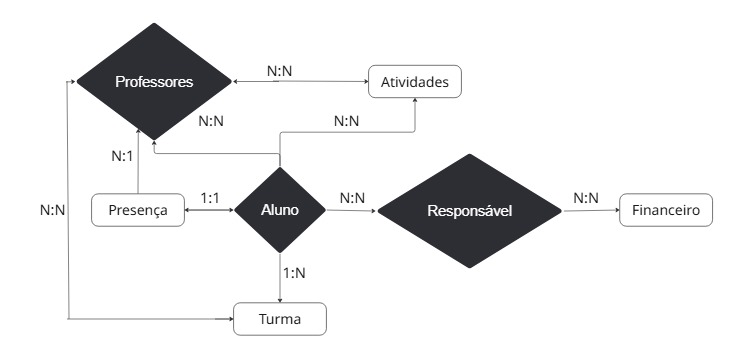 Professores
N:N
Atividades
N:N
N:N
N:1
N:N
Presença
1:1
Aluno
N:N
Responsável
N:N
Financeiro
1:N
Turma